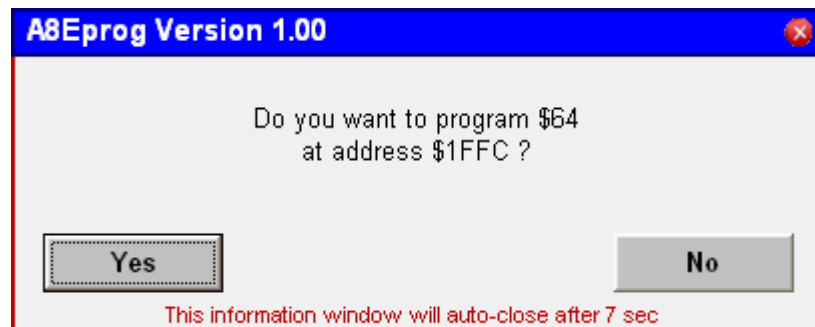 A8Eprog Version 1.00
Do you want to program $64
at address $1FFC ?
Yes
No
This information window will auto-close after 7 sec